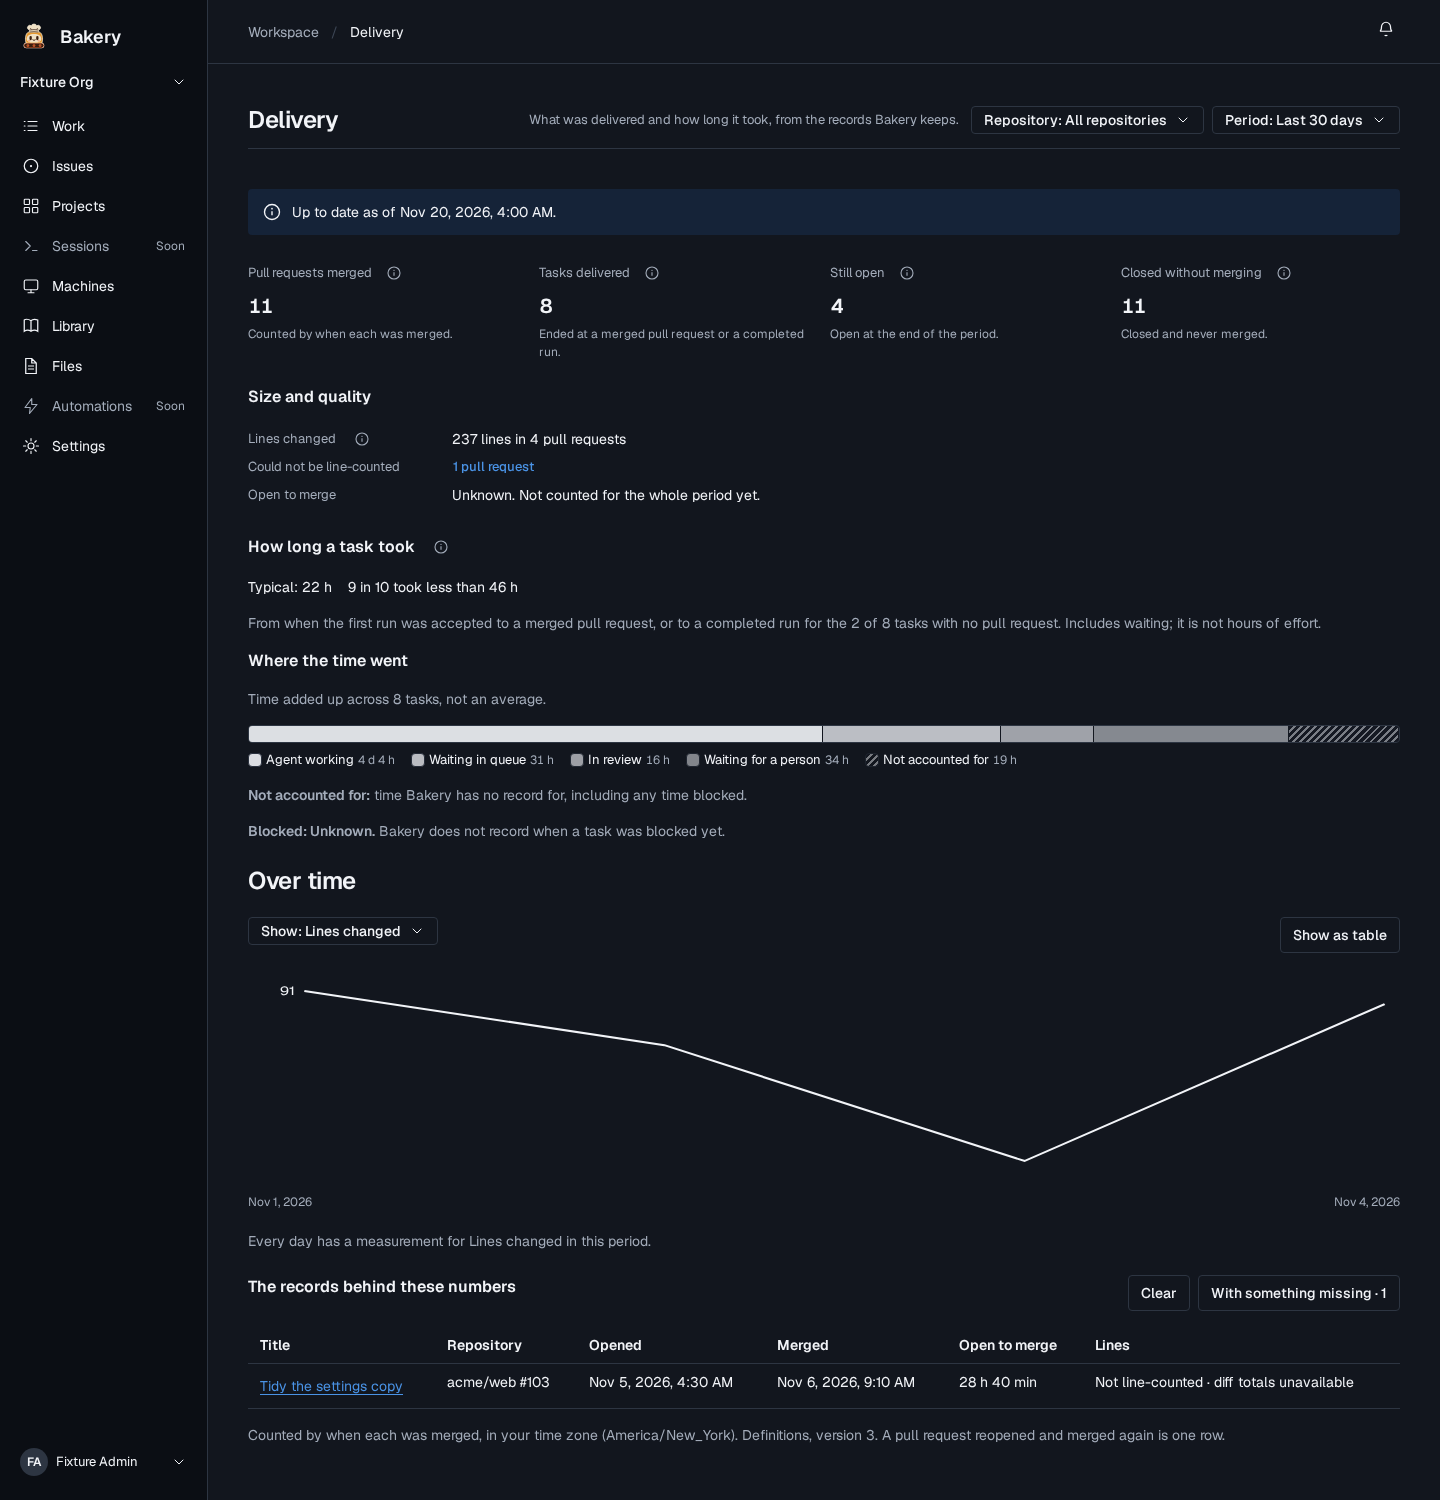 Bakery
Fixture Org
Work
Issues
Projects
Sessions Soon
Machines
Library
Files
Automations Soon
Settings
FA Fixture Admin
Workspace / Delivery
Delivery
What was delivered and how long it took, from the records Bakery keeps.
Repository: All repositories
Period: Last 30 days
Up to date as of Nov 20, 2026, 4:00 AM.
Pull requests merged
11
Counted by when each was merged.
Tasks delivered
8
Ended at a merged pull request or a completed
run.
Still open
4
Open at the end of the period.
Closed without merging
11
Closed and never merged.
Size and quality
Lines changed 237 lines in 4 pull requests
Could not be line-counted 1 pull request
Open to merge Unknown. Not counted for the whole period yet.
How long a task took
Typical: 22 h 9 in 10 took less than 46 h
From when the first run was accepted to a merged pull request, or to a completed run for the 2 of 8 tasks with no pull request. Includes waiting; it is not hours of effort.
Where the time went
Time added up across 8 tasks, not an average.
Agent working 4 d 4 h Waiting in queue 31 h In review 16 h Waiting for a person 34 h Not accounted for 19 h
Not accounted for: time Bakery has no record for, including any time blocked.
Blocked: Unknown. Bakery does not record when a task was blocked yet.
Over time
Show: Lines changed
Show as table
91
Nov 1, 2026 Nov 4, 2026
Every day has a measurement for Lines changed in this period.
The records behind these numbers
Clear
With something missing · 1
Title Repository Opened Merged Open to merge Lines
Tidy the settings copy acme/web #103 Nov 5, 2026, 4:30 AM Nov 6, 2026, 9:10 AM 28 h 40 min Not line-counted · diff totals unavailable
Counted by when each was merged, in your time zone (America/New_York). Definitions, version 3. A pull request reopened and merged again is one row.